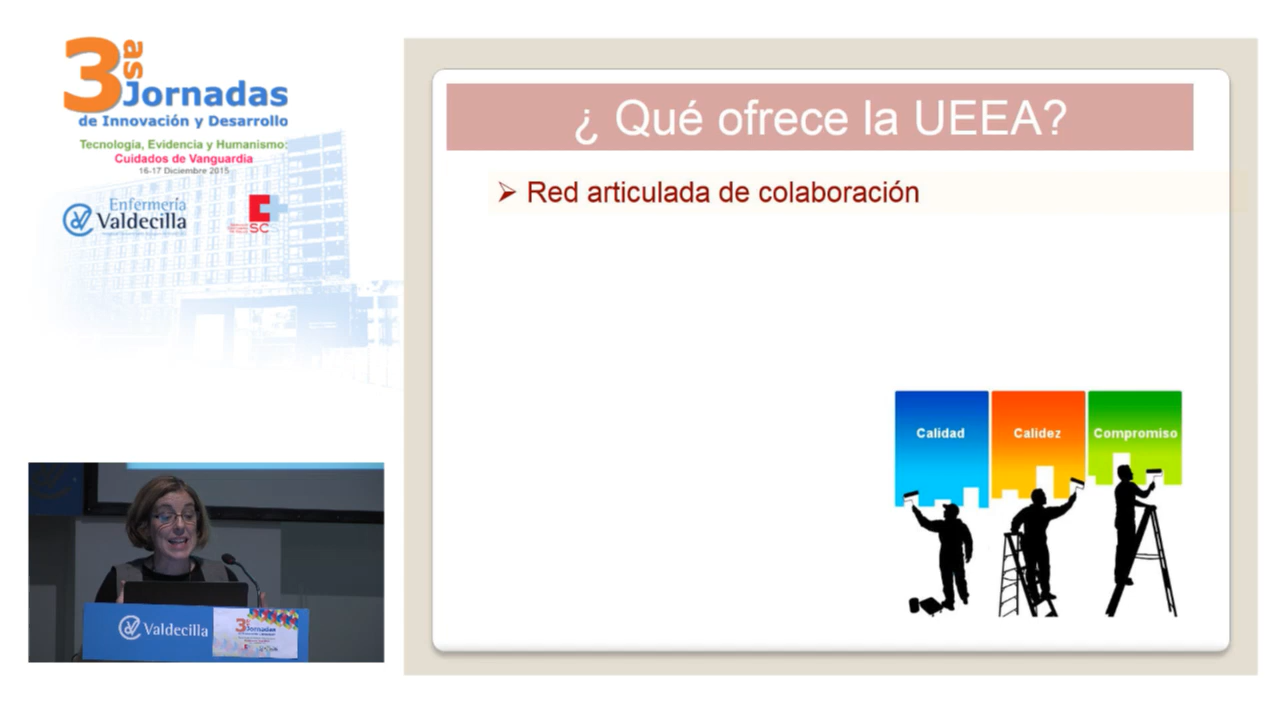 3as Jornadas
de Innovación y Desarrollo
Tecnología, Evidencia y Humanismo:
Cuidados de Vanguardia
16-17 Diciembre 2015
Enfermería
Valdecilla
SC
¿ Qué ofrece la UEEA?
➢ Red articulada de colaboración
Calidad
Calidez
Compromiso
Valdecilla
3as Jornadas